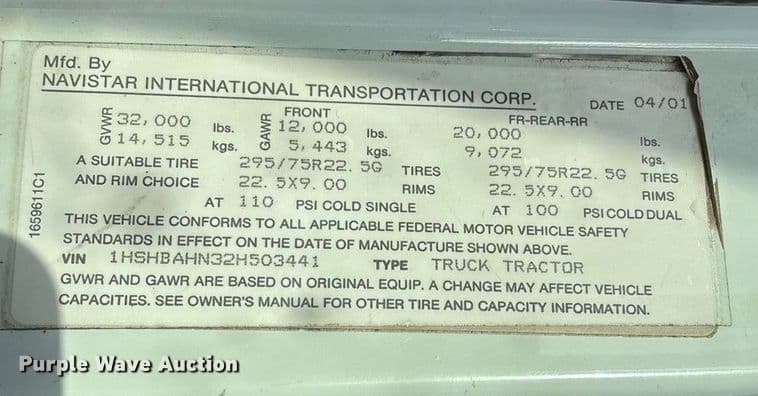 Mfd. By
NAVISTAR INTERNATIONAL TRANSPORTATION CORP. DATE 04/01
FRONT FR-REAR-RR
GVWR 32,000 lbs. GAWR 12,000 lbs. 20,000 lbs.
14,515 kgs. 5,443 kgs. 9,072 kgs.
A SUITABLE TIRE 295/75R22.5G TIRES 295/75R22.5G TIRES
AND RIM CHOICE 22.5X9.00 RIMS 22.5X9.00 RIMS
AT 110 PSI COLD SINGLE AT 100 PSI COLD DUAL
THIS VEHICLE CONFORMS TO ALL APPLICABLE FEDERAL MOTOR VEHICLE SAFETY
STANDARDS IN EFFECT ON THE DATE OF MANUFACTURE SHOWN ABOVE.
VIN 1HSHBAHN32H503441 TYPE TRUCK TRACTOR
GVWR AND GAWR ARE BASED ON ORIGINAL EQUIP. A CHANGE MAY AFFECT VEHICLE
CAPACITIES. SEE OWNER'S MANUAL FOR OTHER TIRE AND CAPACITY INFORMATION.
1659611C1
Purple Wave Auction